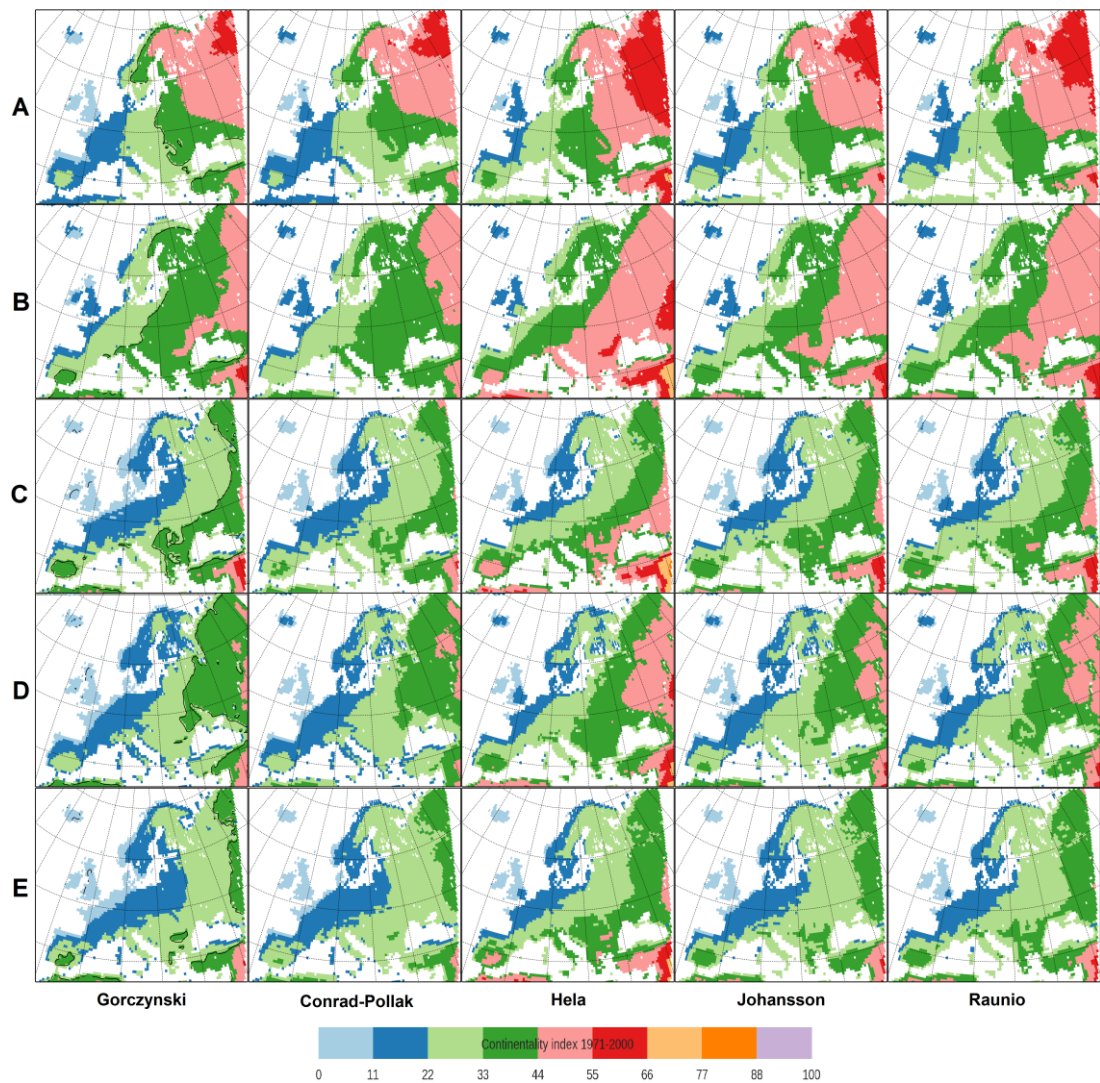 A
B
C
D
E
Gorczynski Conrad-Pollak Hela Johansson Raunio
Continentality index 1971-2000
0 11 22 33 44 55 66 77 88 100